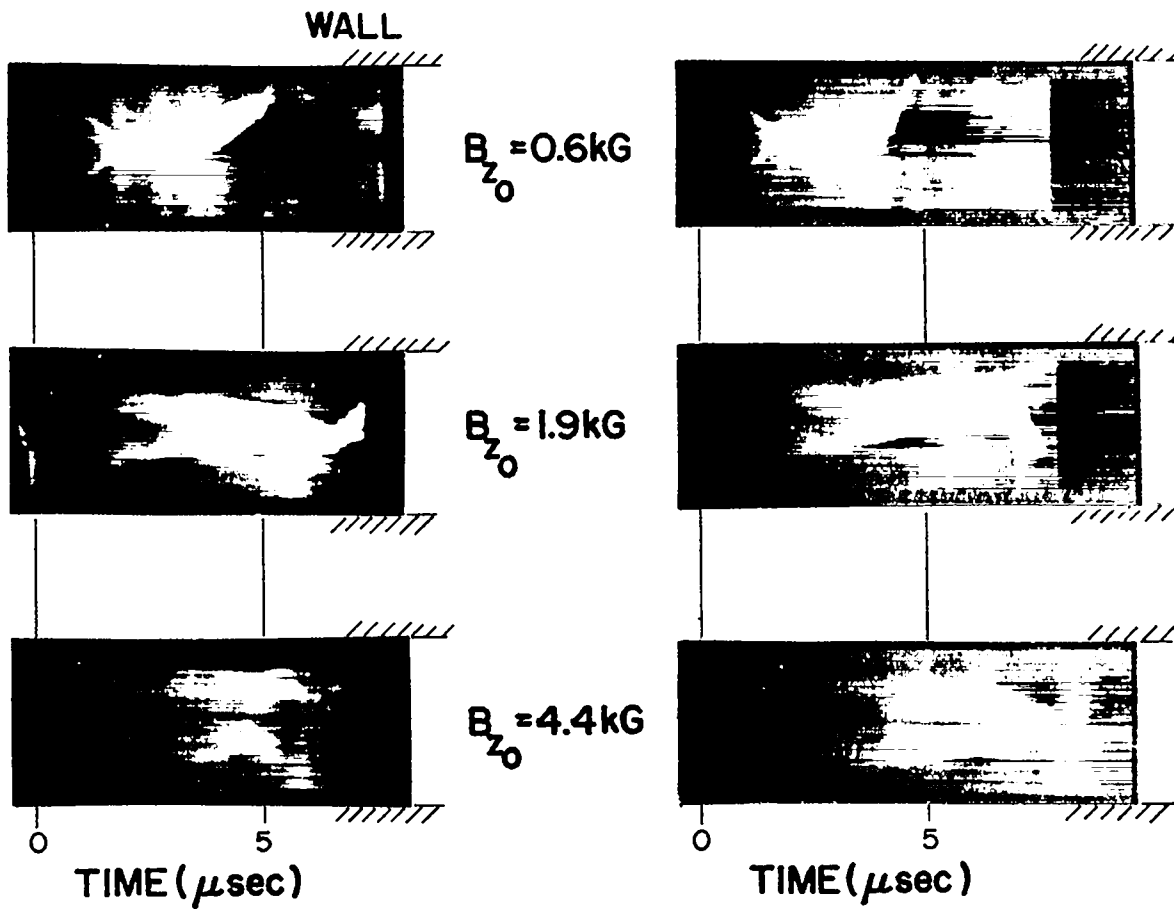 WALL
B_z0 = 0.6kG
B_z0 = 1.9kG
B_z0 = 4.4kG
0 5
TIME (μsec)
0 5
TIME (μsec)